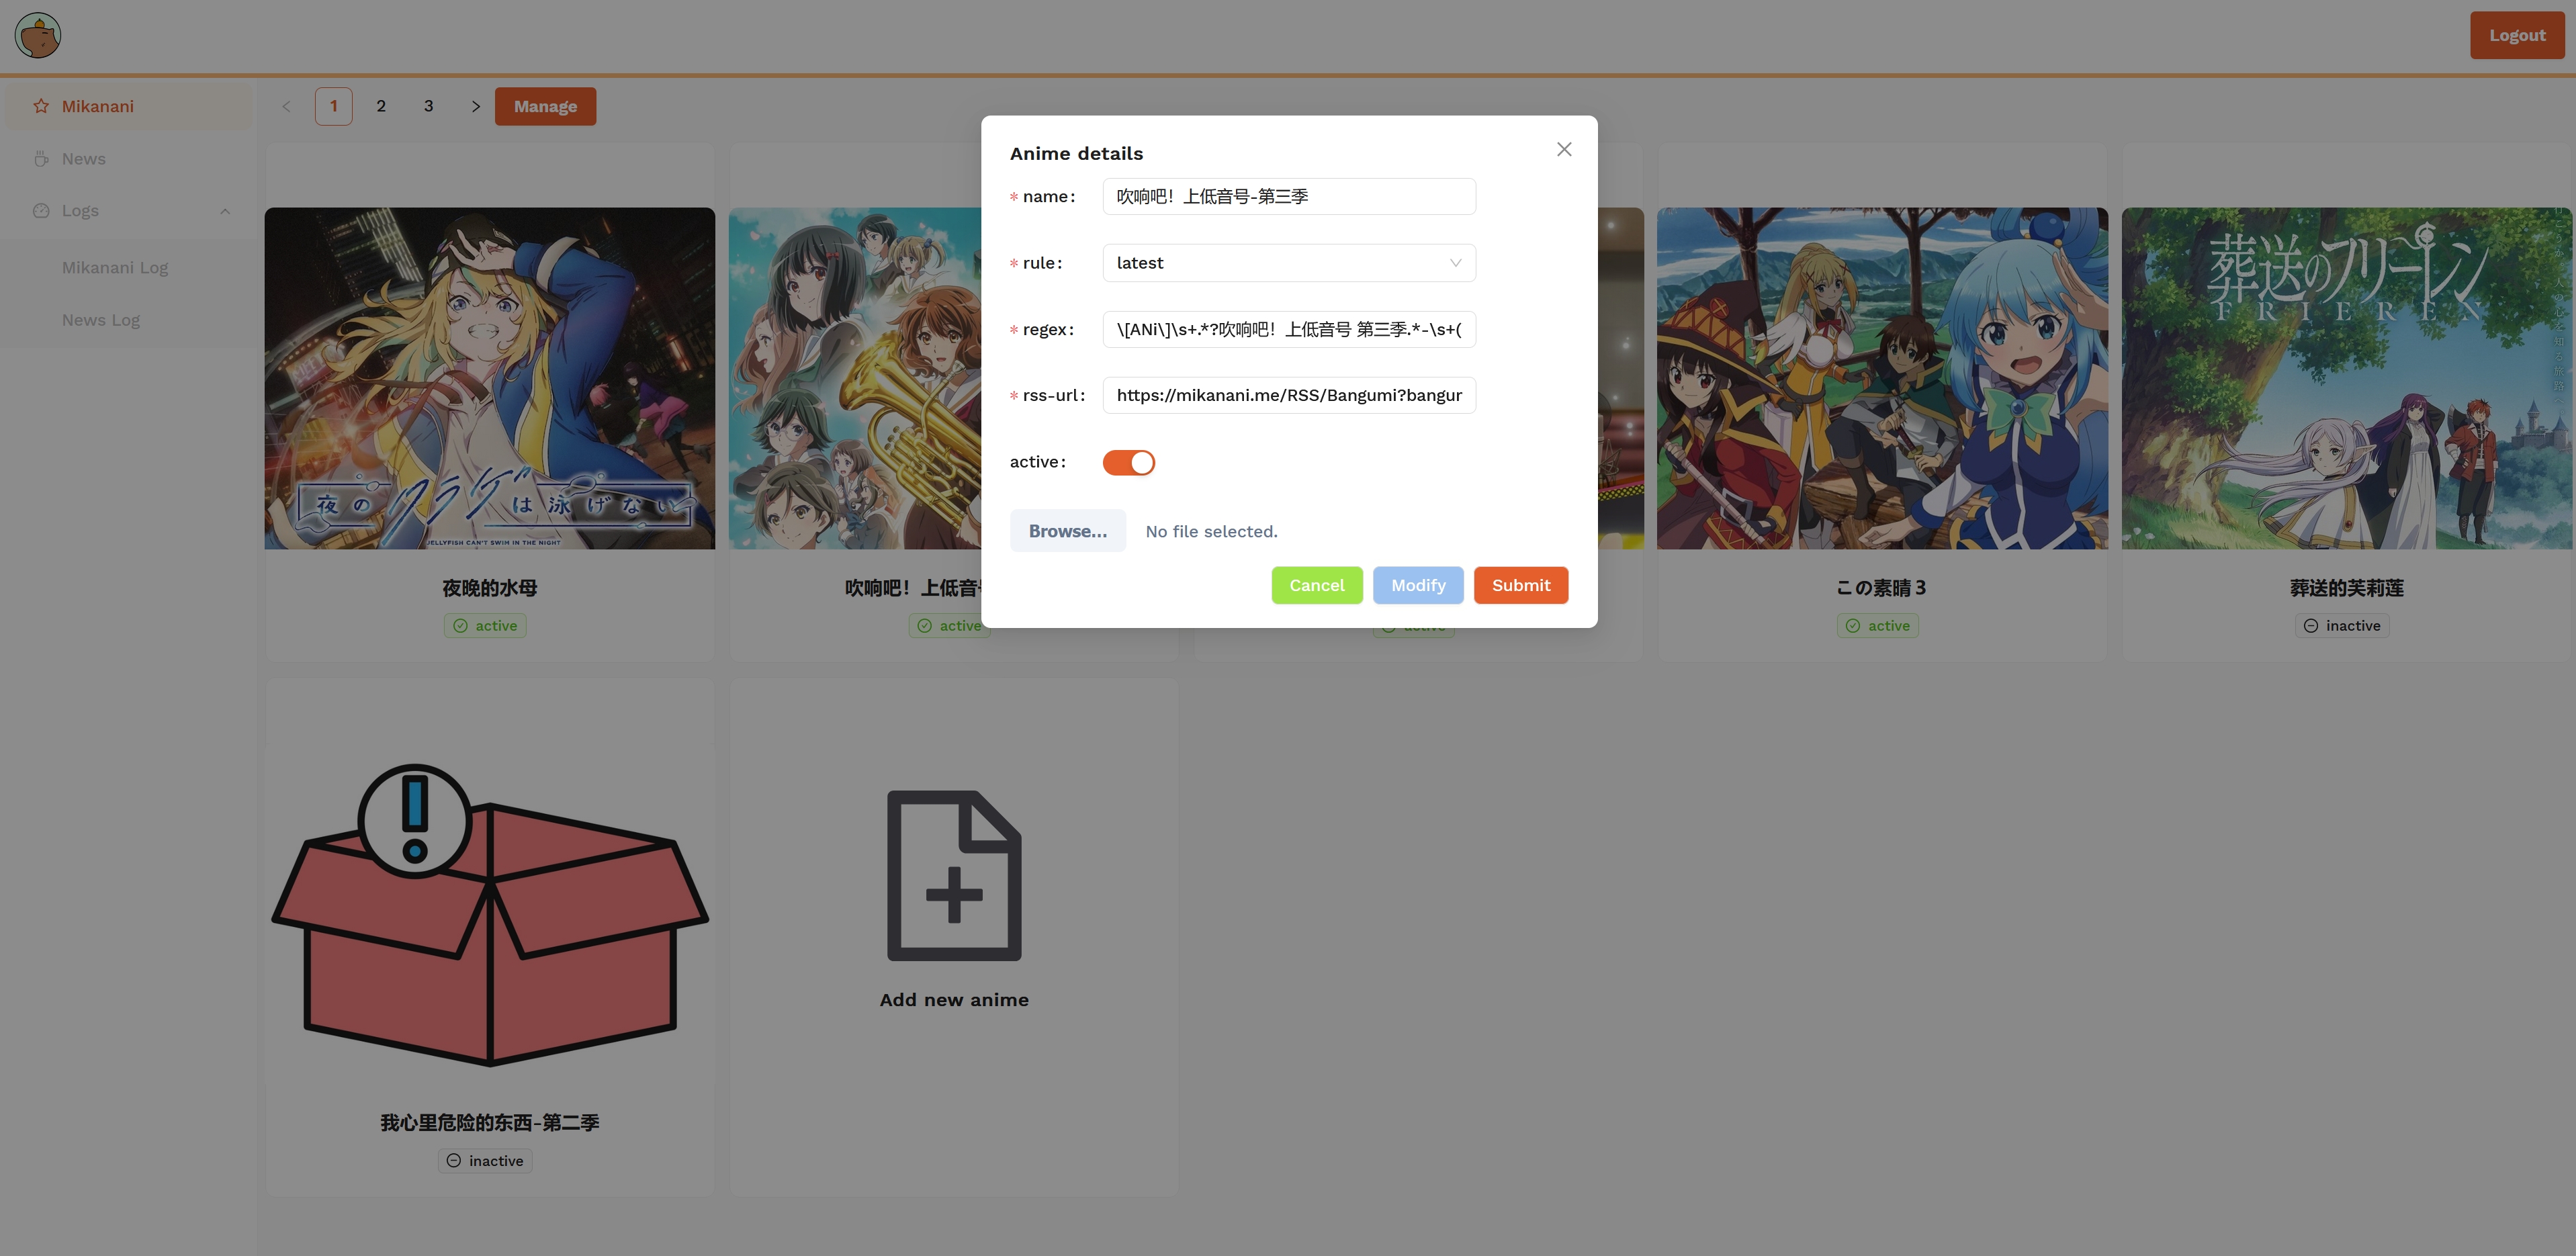 Logout
Mikanani
News
Logs
Mikanani Log
News Log
1 2 3 Manage
Anime details
* name:
吹响吧！上低音号-第三季
* rule:
latest
* regex:
\[ANi\]\s+.*?吹响吧！上低音号 第三季.*-\s+(
* rss-url:
https://mikanani.me/RSS/Bangumi?bangur
active:
Browse... No file selected.
Cancel Modify Submit
夜のクラゲは泳げない
JELLYFISH CAN'T SWIM IN THE NIGHT
葬送のフリーレン
FRIEREN
夜晚的水母
active
吹响吧！上低音
active
active
この素晴３
active
葬送的芙莉莲
inactive
我心里危险的东西-第二季
inactive
Add new anime